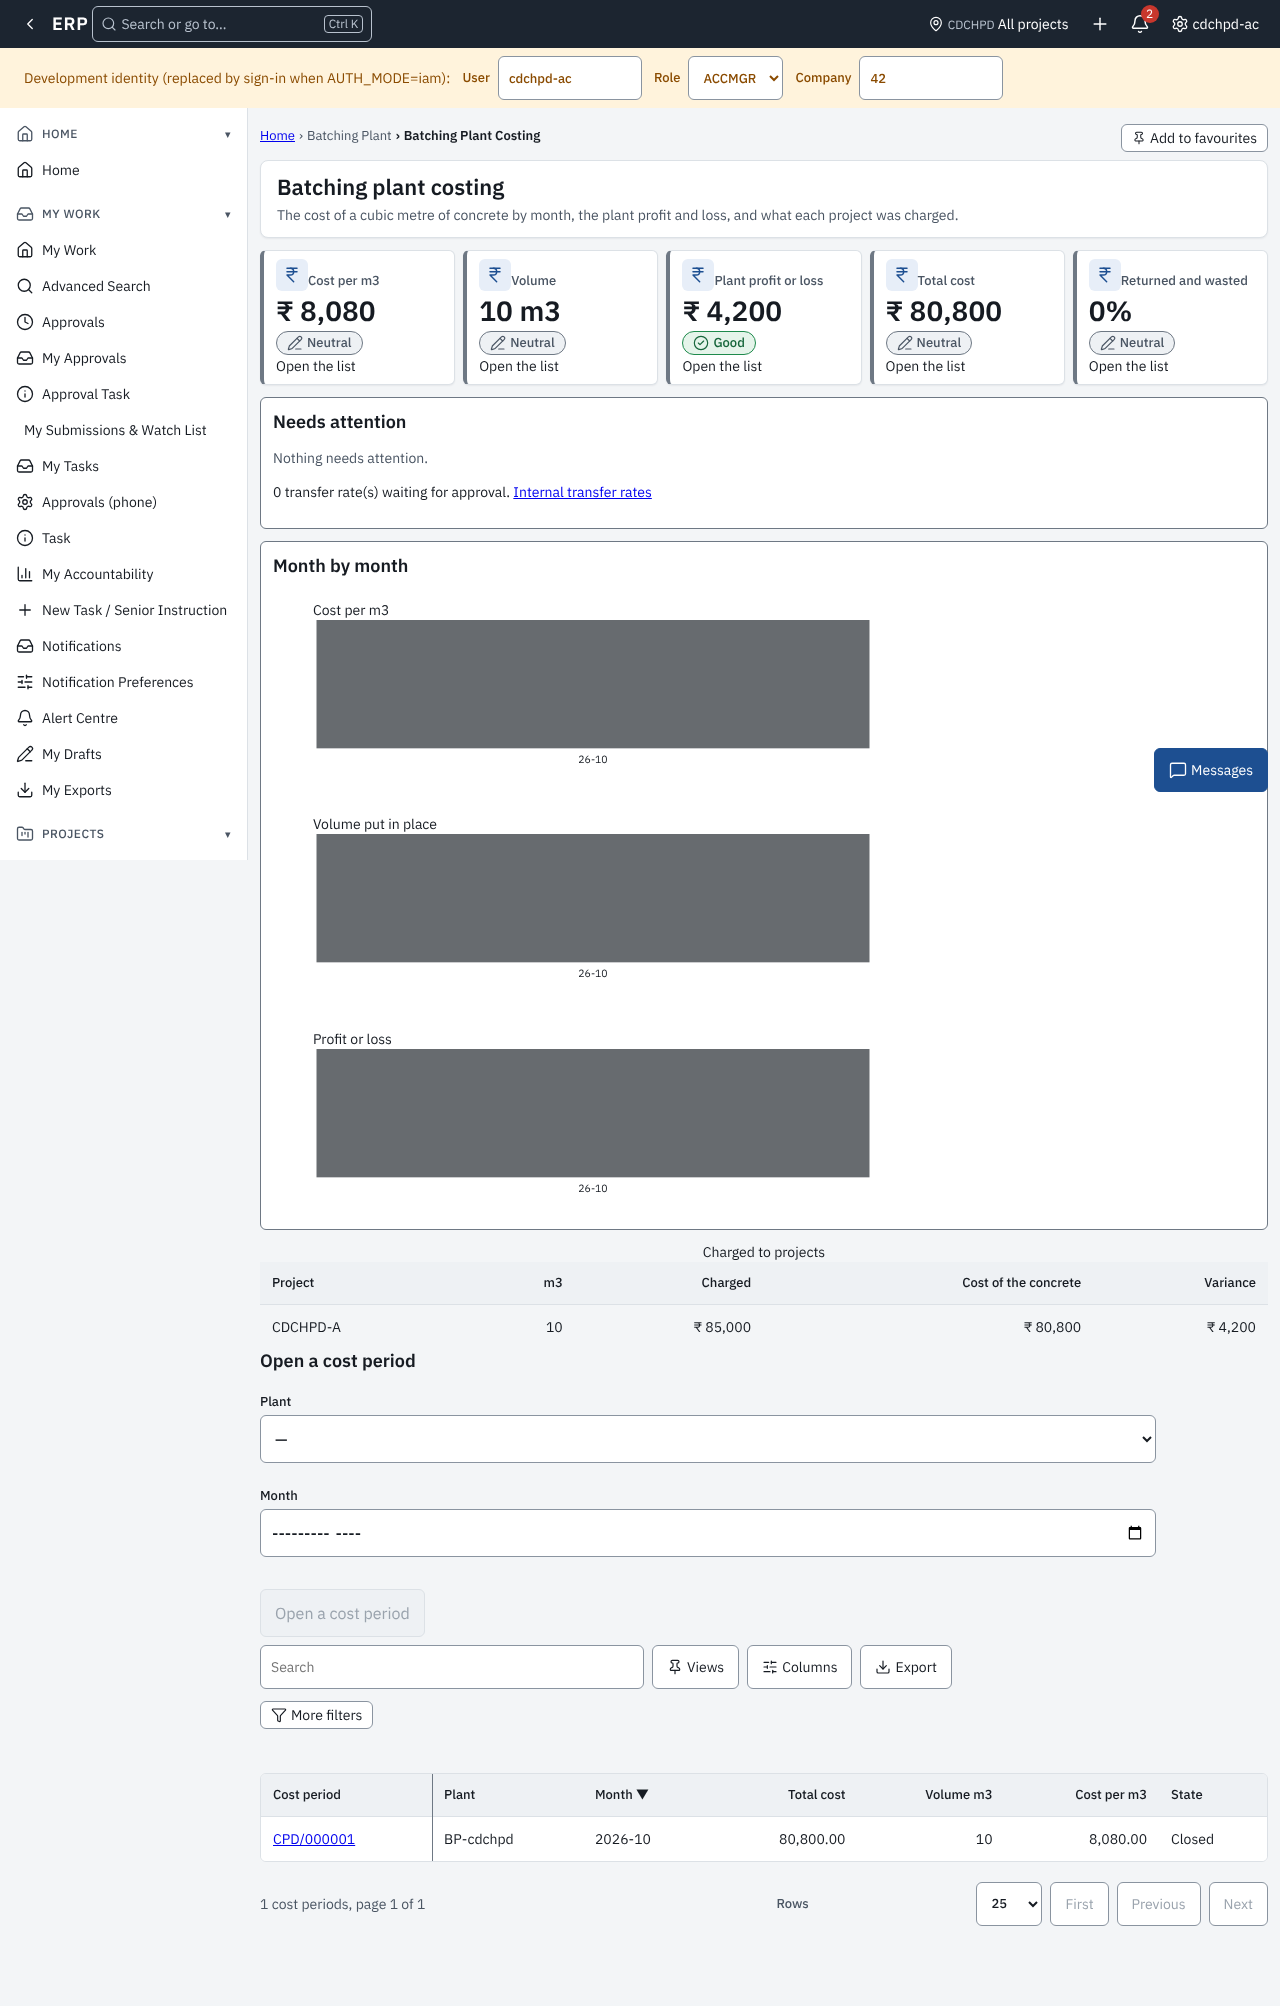 ERP Search or go to... Ctrl K CDCHPD All projects 2 cdchpd-ac
Development identity (replaced by sign-in when AUTH_MODE=iam): User cdchpd-ac Role ACCMGR Company 42
HOME
Home
MY WORK
My Work
Advanced Search
Approvals
My Approvals
Approval Task
My Submissions & Watch List
My Tasks
Approvals (phone)
Task
My Accountability
New Task / Senior Instruction
Notifications
Notification Preferences
Alert Centre
My Drafts
My Exports
PROJECTS
Home › Batching Plant › Batching Plant Costing
Add to favourites
Batching plant costing
The cost of a cubic metre of concrete by month, the plant profit and loss, and what each project was charged.
₹ Cost per m3
₹ 8,080
Neutral
Open the list
₹ Volume
10 m3
Neutral
Open the list
₹ Plant profit or loss
₹ 4,200
Good
Open the list
₹ Total cost
₹ 80,800
Neutral
Open the list
₹ Returned and wasted
0%
Neutral
Open the list
Needs attention
Nothing needs attention.
0 transfer rate(s) waiting for approval. Internal transfer rates
Month by month
Cost per m3
26-10
Messages
Volume put in place
26-10
Profit or loss
26-10
Charged to projects
Project m3 Charged Cost of the concrete Variance
CDCHPD-A 10 ₹ 85,000 ₹ 80,800 ₹ 4,200
Open a cost period
Plant
—
Month
--------- ----
Open a cost period
Search Views Columns Export
More filters
Cost period Plant Month ▼ Total cost Volume m3 Cost per m3 State
CPD/000001 BP-cdchpd 2026-10 80,800.00 10 8,080.00 Closed
1 cost periods, page 1 of 1 Rows 25 First Previous Next